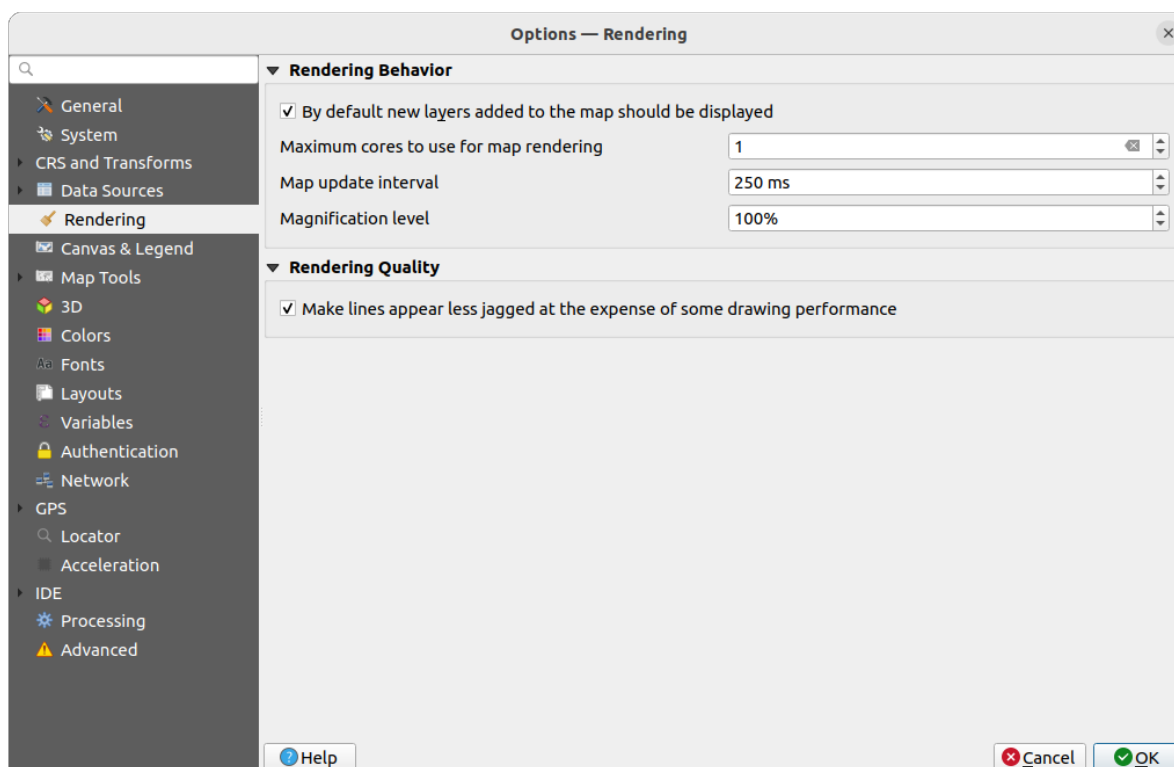 Options — Rendering
General
System
CRS and Transforms
Data Sources
Rendering
Canvas & Legend
Map Tools
3D
Colors
Aa Fonts
Layouts
Variables
Authentication
Network
GPS
Locator
Acceleration
IDE
Processing
Advanced
Rendering Behavior
By default new layers added to the map should be displayed
Maximum cores to use for map rendering 1
Map update interval 250 ms
Magnification level 100%
Rendering Quality
Make lines appear less jagged at the expense of some drawing performance
Help Cancel OK